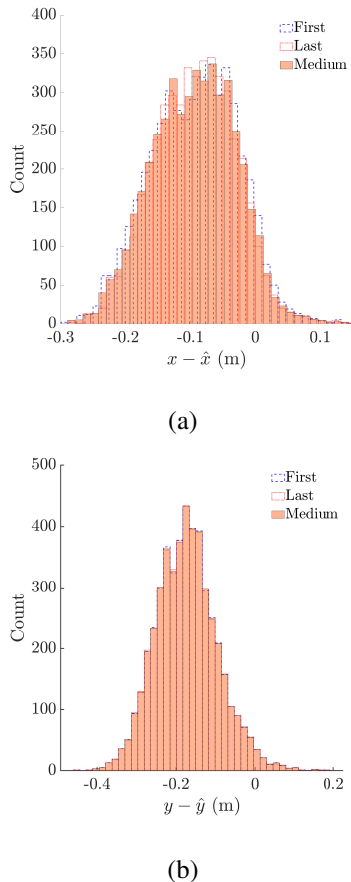 400
350
300
250
200
150
100
50
0
Count
First
Last
Medium
-0.3 -0.2 -0.1 0 0.1
x − x̂ (m)
(a)
500
400
300
200
100
0
Count
First
Last
Medium
-0.4 -0.2 0 0.2
y − ŷ (m)
(b)